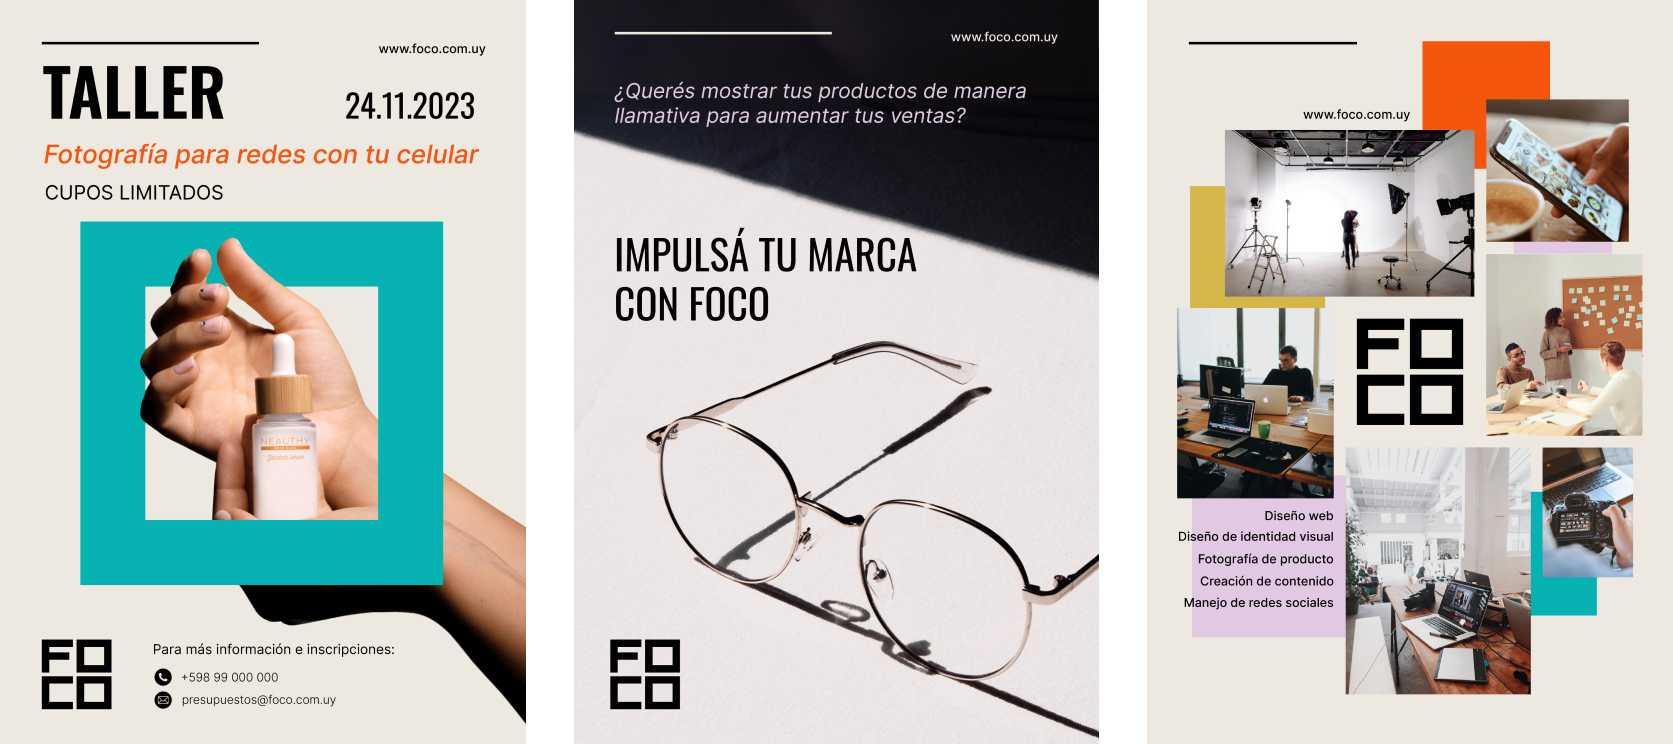 www.foco.com.uy
TALLER
24.11.2023
Fotografía para redes con tu celular
CUPOS LIMITADOS
NEAUTHY
FO
CO
Para más información e inscripciones:
+598 99 000 000
presupuestos@foco.com.uy
www.foco.com.uy
¿Querés mostrar tus productos de manera
llamativa para aumentar tus ventas?
IMPULSÁ TU MARCA
CON FOCO
FO
CO
www.foco.com.uy
FO
CO
Diseño web
Diseño de identidad visual
Fotografía de producto
Creación de contenido
Manejo de redes sociales